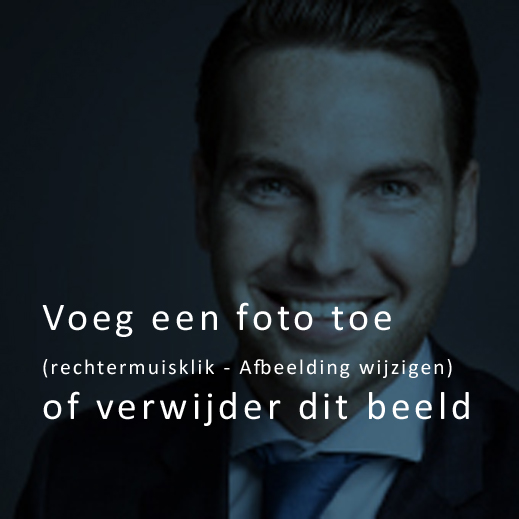 Voeg een foto toe
(rechtermuisklik - Afbeelding wijzigen)
of verwijder dit beeld